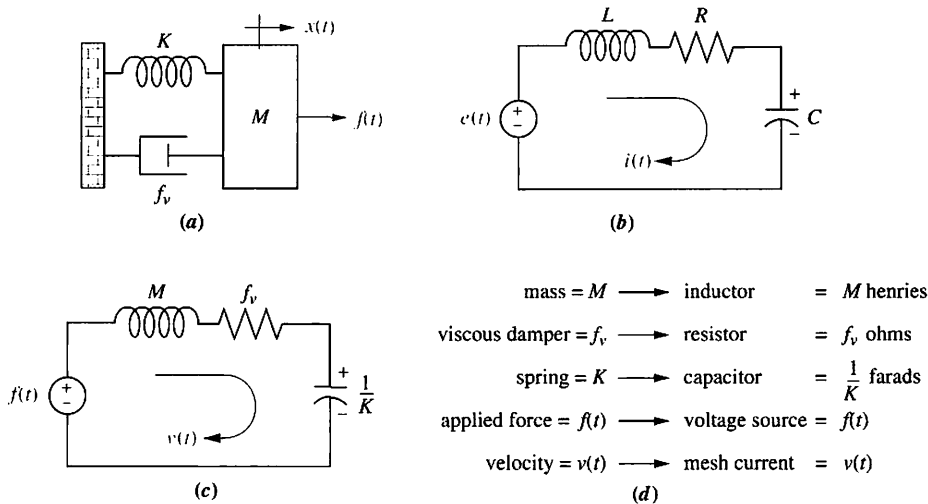 x(t)
K
M
f(t)
f_v
(a)
L R
e(t)
+
−
+
−
C
i(t)
(b)
M f_v
f(t)
+
−
+
−
1/K
v(t)
(c)
mass = M → inductor = M henries
viscous damper = f_v → resistor = f_v ohms
spring = K → capacitor = 1/K farads
applied force = f(t) → voltage source = f(t)
velocity = v(t) → mesh current = v(t)
(d)